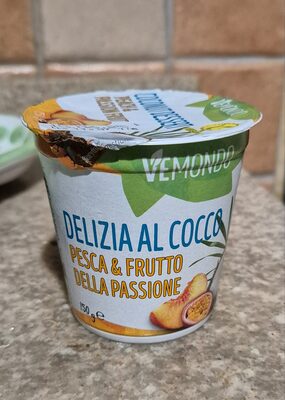 VEMONDO
DELIZIA AL COCCO
PESCA & FRUTTO
DELLA PASSIONE
150 g e